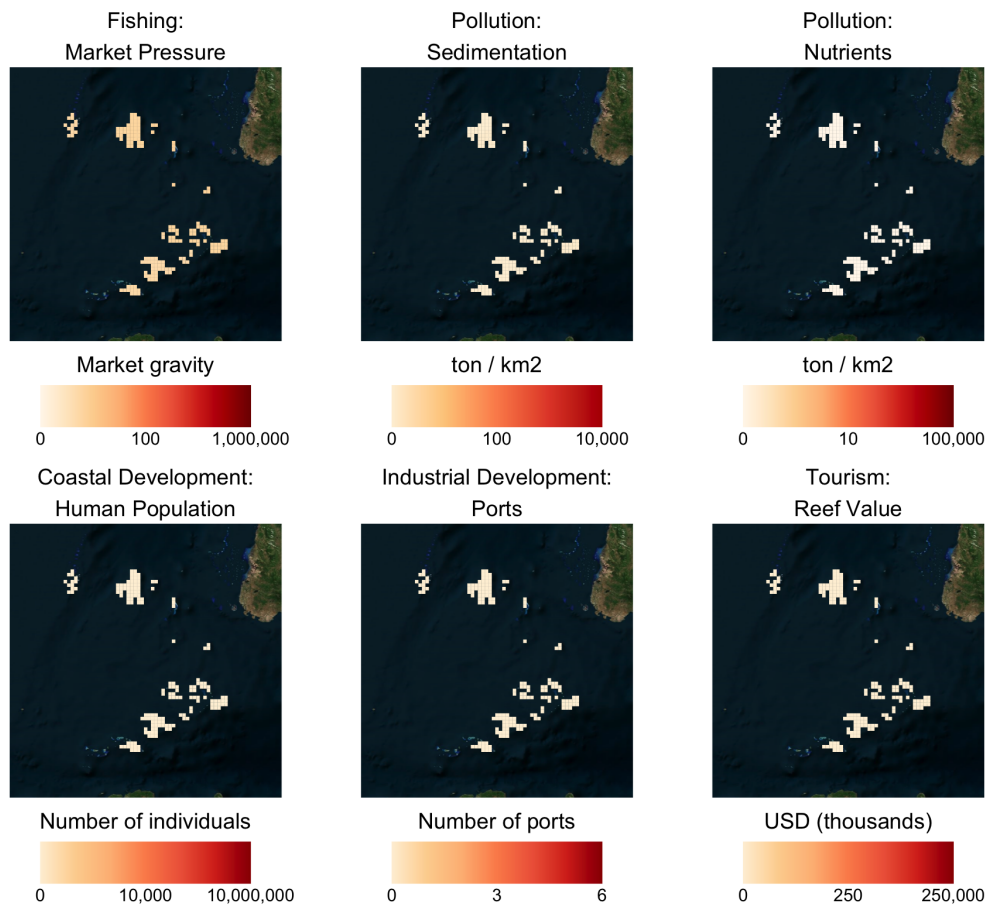 Fishing:
Market Pressure
Pollution:
Sedimentation
Pollution:
Nutrients
Market gravity
0 100 1,000,000
ton / km2
0 100 10,000
ton / km2
0 10 100,000
Coastal Development:
Human Population
Industrial Development:
Ports
Tourism:
Reef Value
Number of individuals
0 10,000 10,000,000
Number of ports
0 3 6
USD (thousands)
0 250 250,000